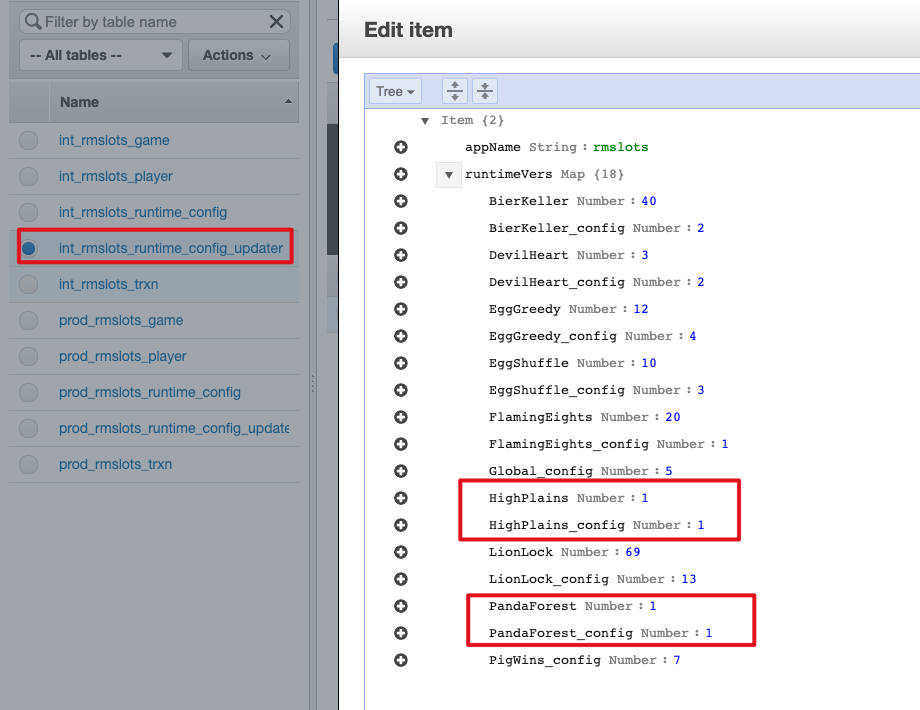 Filter by table name
-- All tables --
Actions
Name
int_rmslots_game
int_rmslots_player
int_rmslots_runtime_config
int_rmslots_runtime_config_updater
int_rmslots_trxn
prod_rmslots_game
prod_rmslots_player
prod_rmslots_runtime_config
prod_rmslots_runtime_config_update
prod_rmslots_trxn
Edit item
Tree
Item {2}
appName String : rmslots
runtimeVers Map {18}
BierKeller Number : 40
BierKeller_config Number : 2
DevilHeart Number : 3
DevilHeart_config Number : 2
EggGreedy Number : 12
EggGreedy_config Number : 4
EggShuffle Number : 10
EggShuffle_config Number : 3
FlamingEights Number : 20
FlamingEights_config Number : 1
Global_config Number : 5
HighPlains Number : 1
HighPlains_config Number : 1
LionLock Number : 69
LionLock_config Number : 13
PandaForest Number : 1
PandaForest_config Number : 1
PigWins_config Number : 7